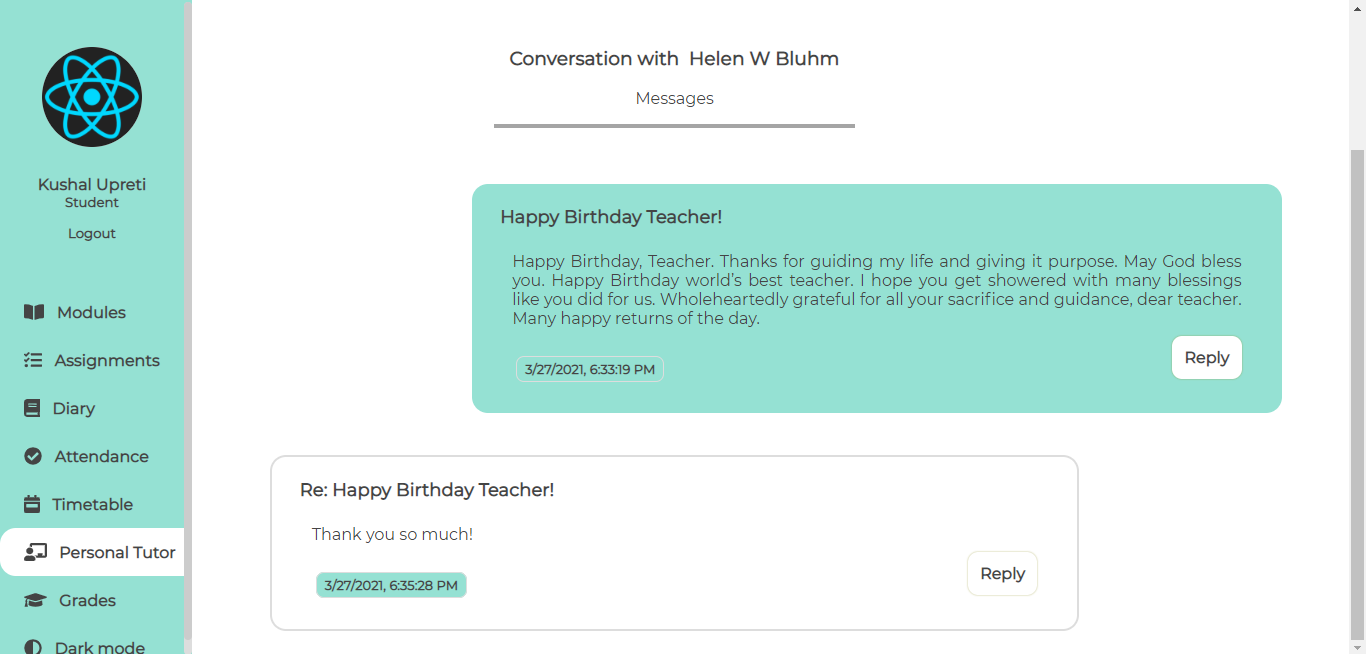 Kushal Upreti
Student
Logout
Modules
Assignments
Diary
Attendance
Timetable
Personal Tutor
Grades
Dark mode
Conversation with Helen W Bluhm
Messages
Happy Birthday Teacher!
Happy Birthday, Teacher. Thanks for guiding my life and giving it purpose. May God bless
you. Happy Birthday world’s best teacher. I hope you get showered with many blessings
like you did for us. Wholeheartedly grateful for all your sacrifice and guidance, dear teacher.
Many happy returns of the day.
3/27/2021, 6:33:19 PM
Reply
Re: Happy Birthday Teacher!
Thank you so much!
3/27/2021, 6:35:28 PM
Reply